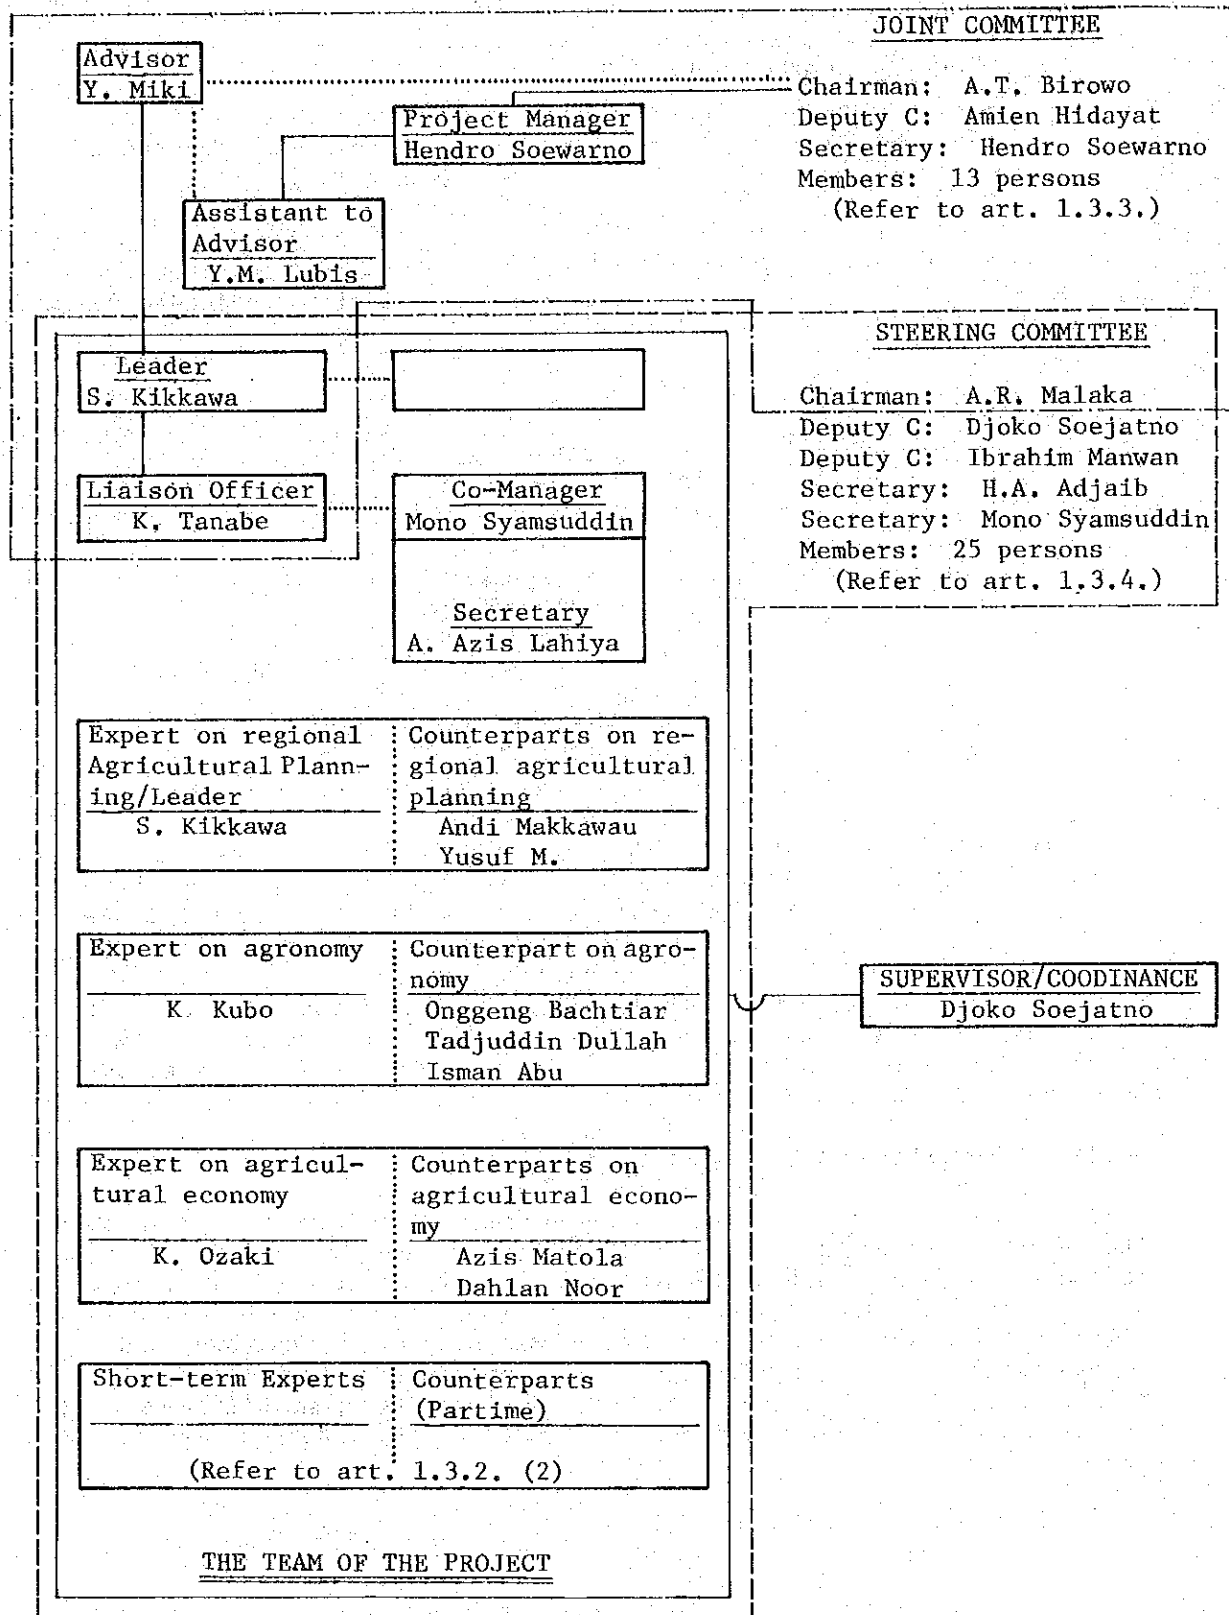 JOINT COMMITTEE
Advisor
Y. Miki
Chairman: A.T. Birowo
Deputy C: Amien Hidayat
Secretary: Hendro Soewarno
Members: 13 persons
(Refer to art. 1.3.3.)
Project Manager
Hendro Soewarno
Assistant to
Advisor
Y.M. Lubis
STEERING COMMITTEE
Chairman: A.R. Malaka
Deputy C: Djoko Soejatno
Deputy C: Ibrahim Manwan
Secretary: H.A. Adjaib
Secretary: Mono Syamsuddin
Members: 25 persons
(Refer to art. 1.3.4.)
Leader
S. Kikkawa
Liaison Officer
K. Tanabe
Co-Manager
Mono Syamsuddin
Secretary
A. Azis Lahiya
Expert on regional
Agricultural Plann-
ing/Leader
S. Kikkawa
Counterparts on re-
gional agricultural
planning
Andi Makkawau
Yusuf M.
Expert on agronomy
K. Kubo
Counterpart on agro-
nomy
Onggeng Bachtiar
Tadjuddin Dullah
Isman Abu
SUPERVISOR/COODINANCE
Djoko Soejatno
Expert on agricul-
tural economy
K. Ozaki
Counterparts on
agricultural econo-
my
Azis Matola
Dahlan Noor
Short-term Experts
Counterparts
(Partime)
(Refer to art. 1.3.2. (2)
THE TEAM OF THE PROJECT